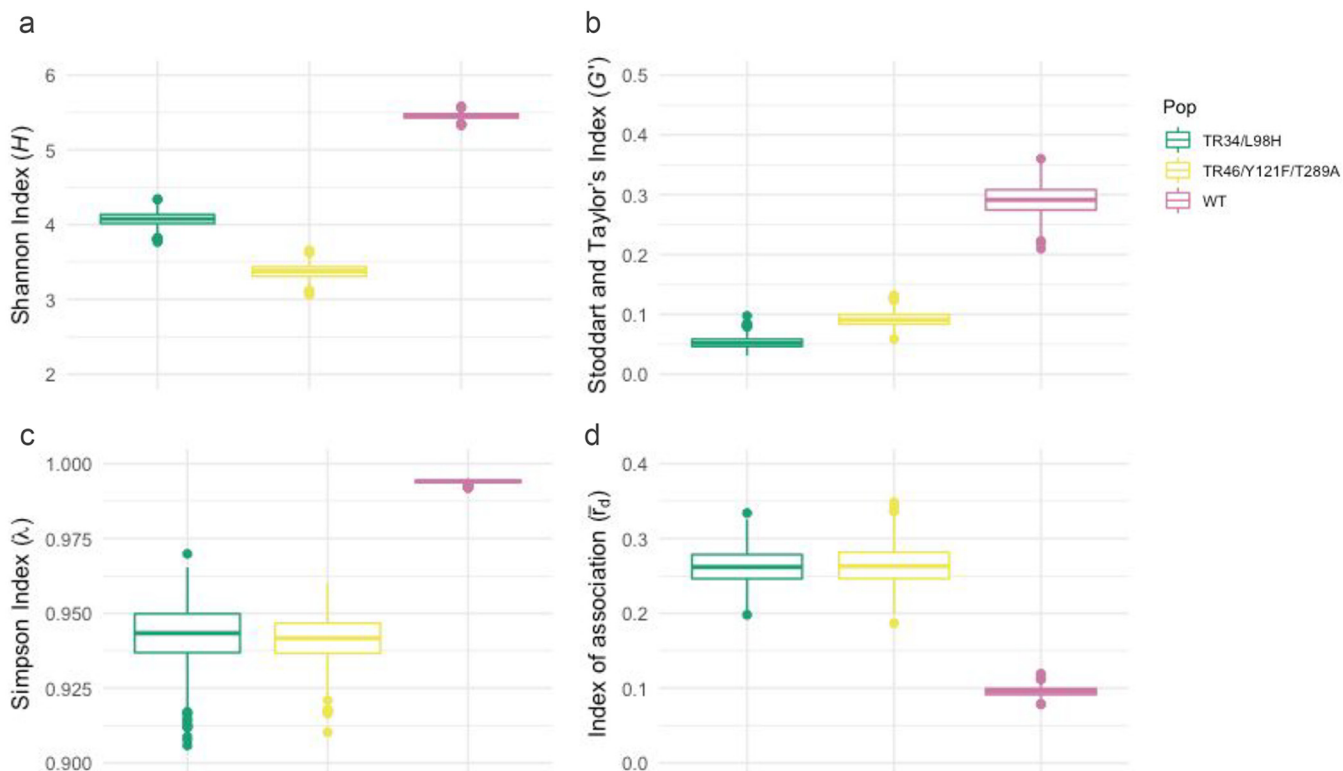 a
Shannon Index (H)
6
5
4
3
2
b
Stoddart and Taylor's Index (G')
0.5
0.4
0.3
0.2
0.1
0.0
Pop
TR34/L98H
TR46/Y121F/T289A
WT
c
Simpson Index (λ)
1.000
0.975
0.950
0.925
0.900
d
Index of association (r̄d)
0.4
0.3
0.2
0.1
0.0